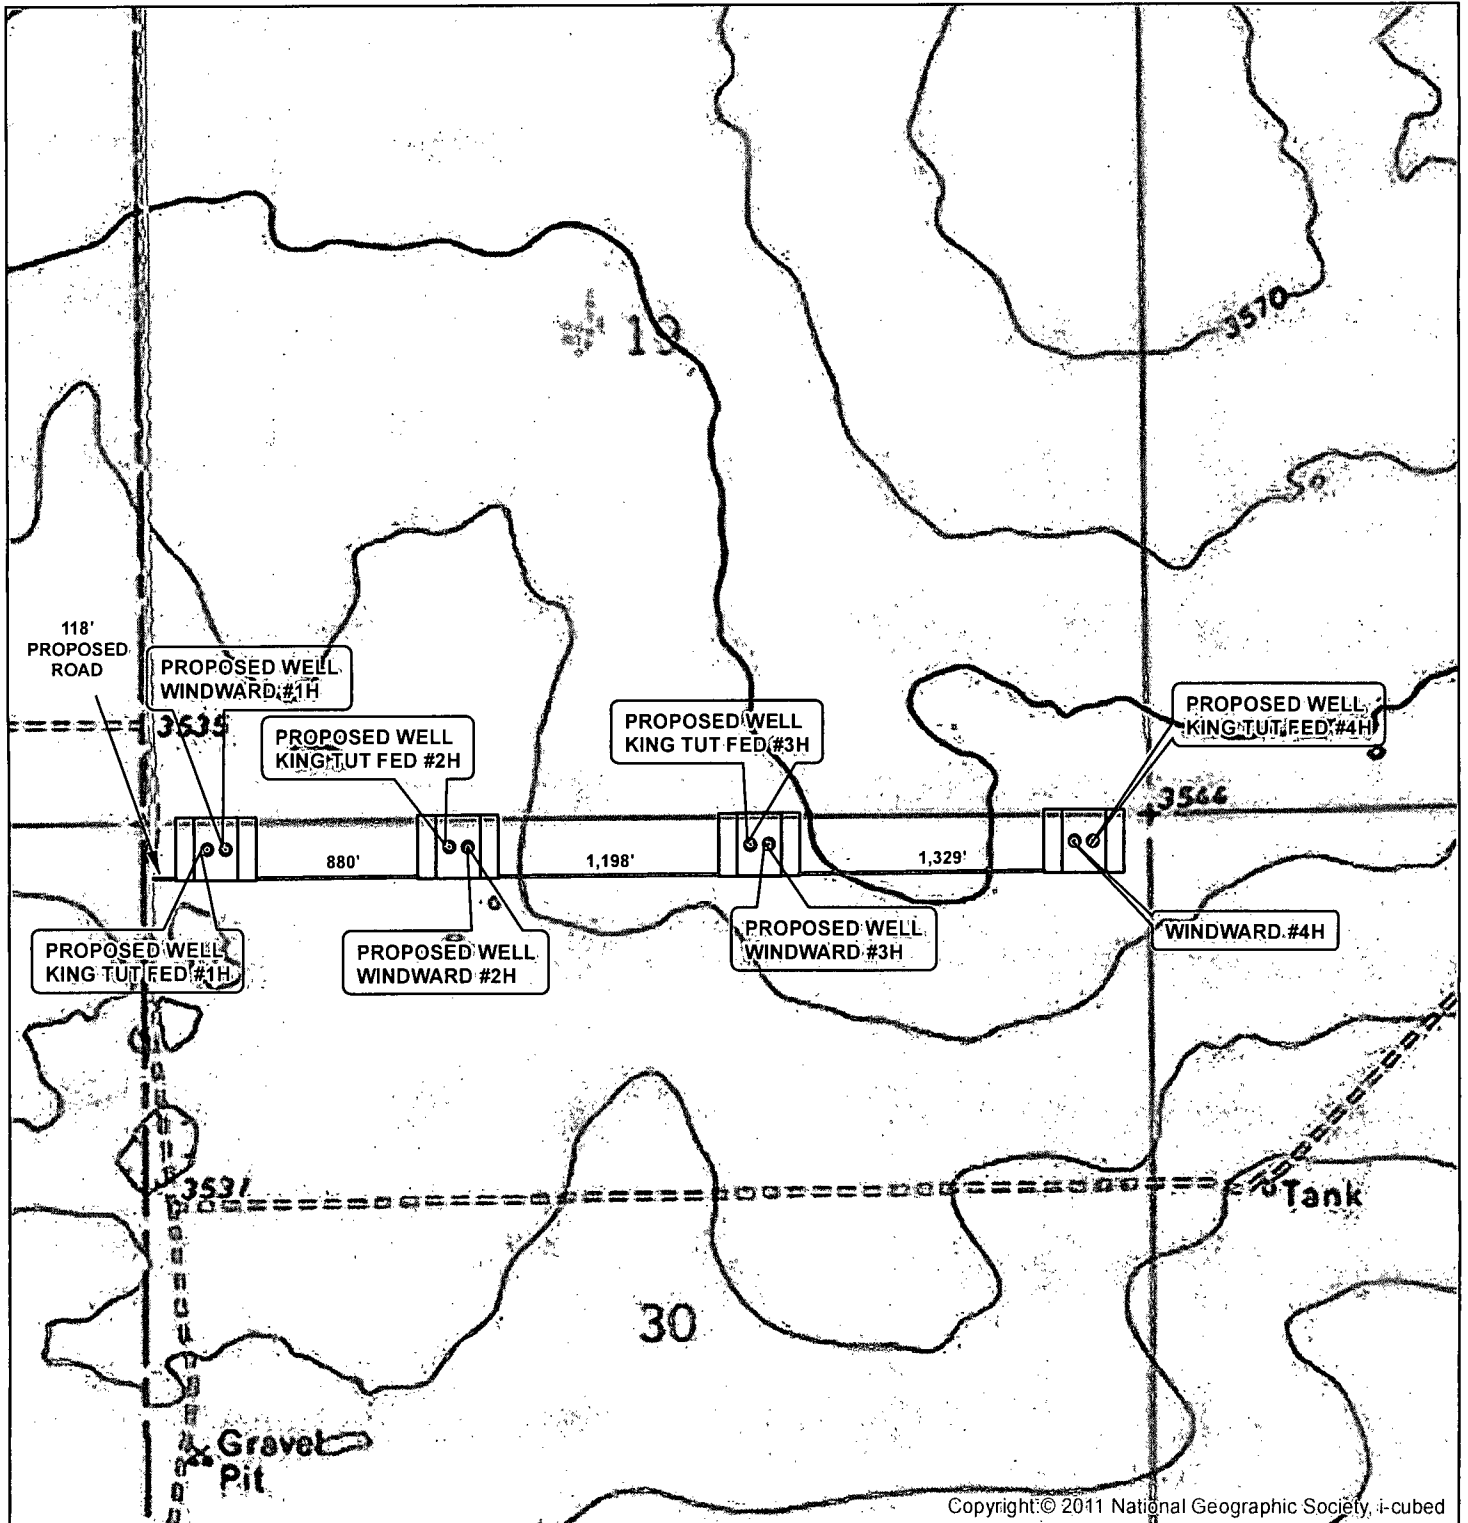 19
3570
118'
PROPOSED
ROAD
PROPOSED WELL
WINDWARD #1H
3535
PROPOSED WELL
KING TUT FED #2H
PROPOSED WELL
KING TUT FED #3H
PROPOSED WELL
KING TUT FED #4H
3566
880'
1,198'
1,329'
PROPOSED WELL
KING TUT FED #1H
PROPOSED WELL
WINDWARD #2H
PROPOSED WELL
WINDWARD #3H
WINDWARD #4H
3531
Tank
30
Gravel
Pit
Copyright:© 2011 National Geographic Society, i-cubed